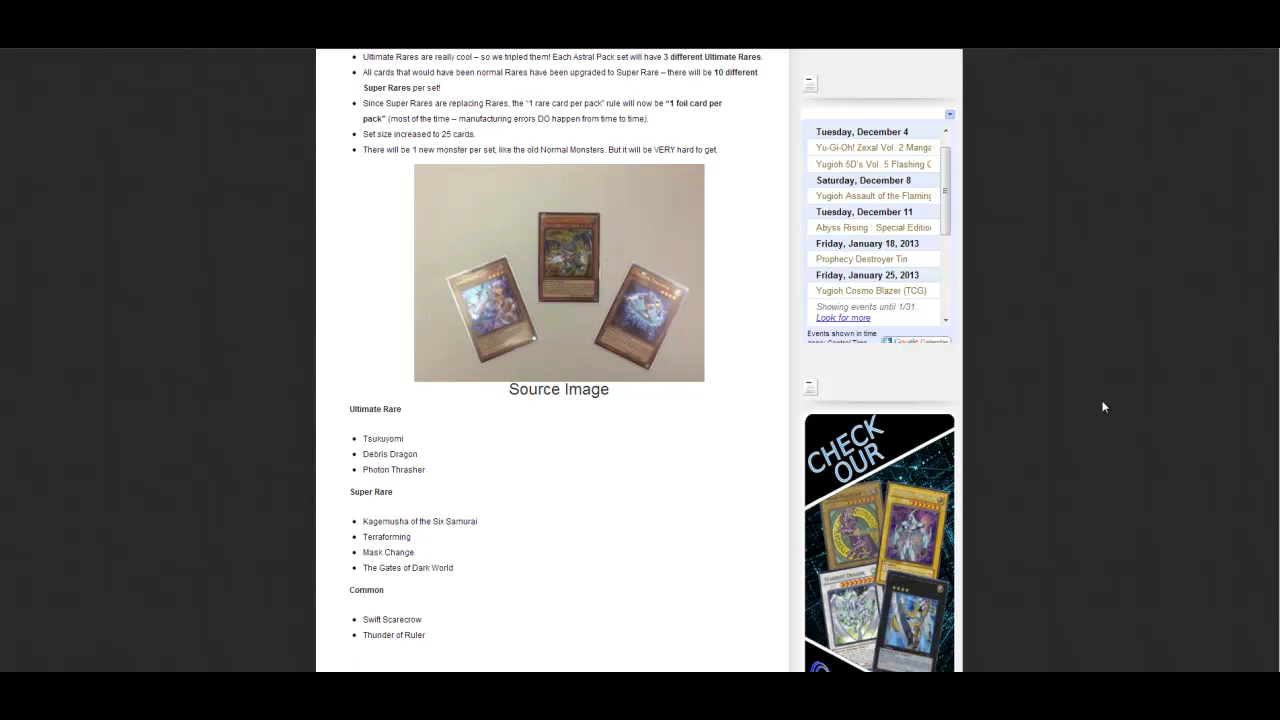 Ultimate Rares are really cool – so we tripled them! Each Astral Pack set will have 3 different Ultimate Rares.
All cards that would have been normal Rares have been upgraded to Super Rare – there will be 10 different
Super Rares per set!
Since Super Rares are replacing Rares, the “1 rare card per pack” rule will now be “1 foil card per
pack” (most of the time – manufacturing errors DO happen from time to time).
Set size increased to 25 cards.
There will be 1 new monster per set, like the old Normal Monsters. But it will be VERY hard to get.
Source Image
Ultimate Rare
Tsukuyomi
Debris Dragon
Photon Thrasher
Super Rare
Kagemusha of the Six Samurai
Terraforming
Mask Change
The Gates of Dark World
Common
Swift Scarecrow
Thunder of Ruler
Tuesday, December 4
Yu-Gi-Oh! Zexal Vol. 2 Manga
Yugioh 5D's Vol. 5 Flashing
Saturday, December 8
Yugioh Assault of the Flaming
Tuesday, December 11
Abyss Rising : Special Edition
Friday, January 18, 2013
Prophecy Destroyer Tin
Friday, January 25, 2013
Yugioh Cosmo Blazer (TCG)
Showing events until 1/31.
Look for more
Events shown in time
zone: Central Time
Google Calendar
CHECK
OUR
STARDUST DRAGON